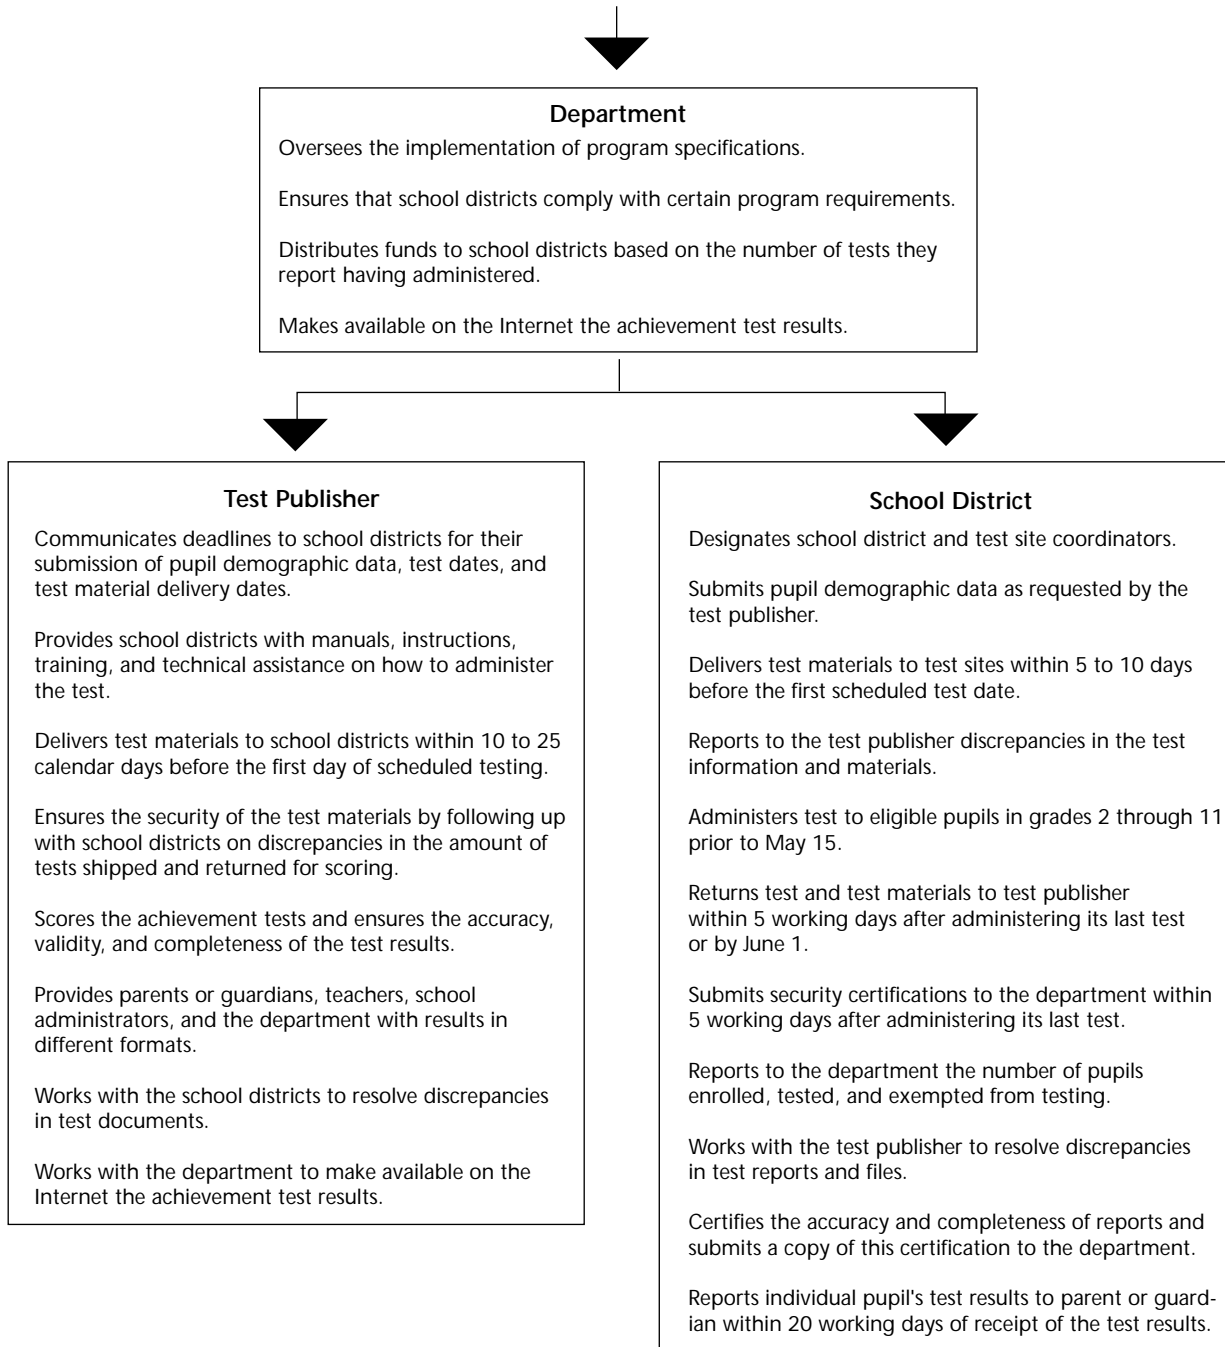 Department
Oversees the implementation of program specifications.
Ensures that school districts comply with certain program requirements.
Distributes funds to school districts based on the number of tests they
report having administered.
Makes available on the Internet the achievement test results.
Test Publisher
Communicates deadlines to school districts for their
submission of pupil demographic data, test dates, and
test material delivery dates.
Provides school districts with manuals, instructions,
training, and technical assistance on how to administer
the test.
Delivers test materials to school districts within 10 to 25
calendar days before the first day of scheduled testing.
Ensures the security of the test materials by following up
with school districts on discrepancies in the amount of
tests shipped and returned for scoring.
Scores the achievement tests and ensures the accuracy,
validity, and completeness of the test results.
Provides parents or guardians, teachers, school
administrators, and the department with results in
different formats.
Works with the school districts to resolve discrepancies
in test documents.
Works with the department to make available on the
Internet the achievement test results.
School District
Designates school district and test site coordinators.
Submits pupil demographic data as requested by the
test publisher.
Delivers test materials to test sites within 5 to 10 days
before the first scheduled test date.
Reports to the test publisher discrepancies in the test
information and materials.
Administers test to eligible pupils in grades 2 through 11
prior to May 15.
Returns test and test materials to test publisher
within 5 working days after administering its last test
or by June 1.
Submits security certifications to the department within
5 working days after administering its last test.
Reports to the department the number of pupils
enrolled, tested, and exempted from testing.
Works with the test publisher to resolve discrepancies
in test reports and files.
Certifies the accuracy and completeness of reports and
submits a copy of this certification to the department.
Reports individual pupil's test results to parent or guard-
ian within 20 working days of receipt of the test results.